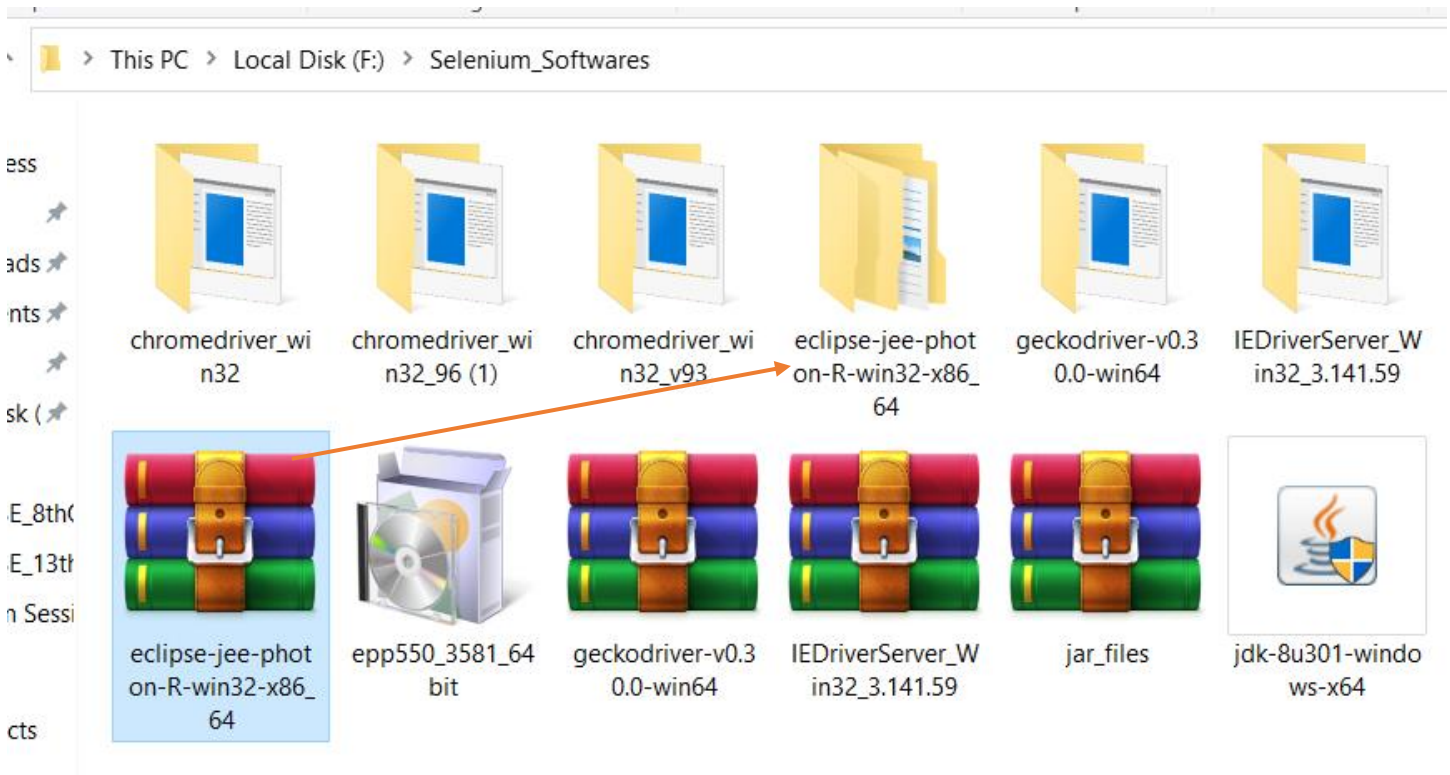 This PC > Local Disk (F:) > Selenium_Softwares
ess
ads
ents
sk (
E_8th
E_13th
n Sessi
cts
chromedriver_wi
n32
chromedriver_wi
n32_96 (1)
chromedriver_wi
n32_v93
eclipse-jee-phot
on-R-win32-x86_
64
geckodriver-v0.3
0.0-win64
IEDriverServer_W
in32_3.141.59
eclipse-jee-phot
on-R-win32-x86_
64
epp550_3581_64
bit
geckodriver-v0.3
0.0-win64
IEDriverServer_W
in32_3.141.59
jar_files
jdk-8u301-windo
ws-x64